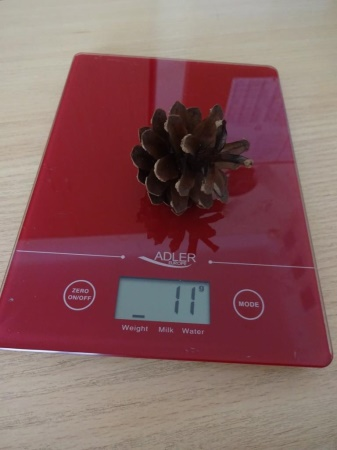 ADLER
EUROPE
ZERO
ON/OFF
11 g
MODE
Weight Milk Water